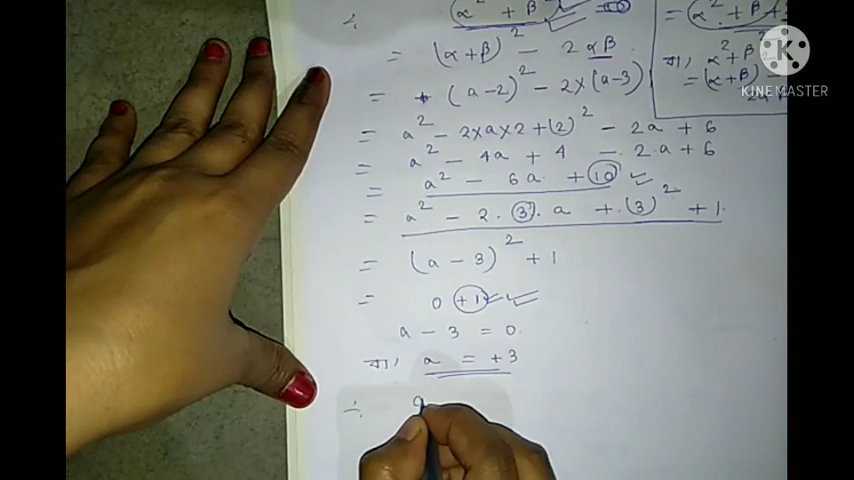 ∴ α² + β²
= (α+β)² − 2αβ
= (a−2)² − 2×(a−3)
= a² − 2×a×2 + (2)² − 2a + 6
= a² − 4a + 4 − 2.a + 6
= a² − 6a + 10
= a² − 2.3.a + (3)² + 1
= (a − 3)² + 1
= 0 + 1
a − 3 = 0.
বা, a = +3
∴
= α² + β²
বা, α² + β²
= (α+β)² −
KINEMASTER